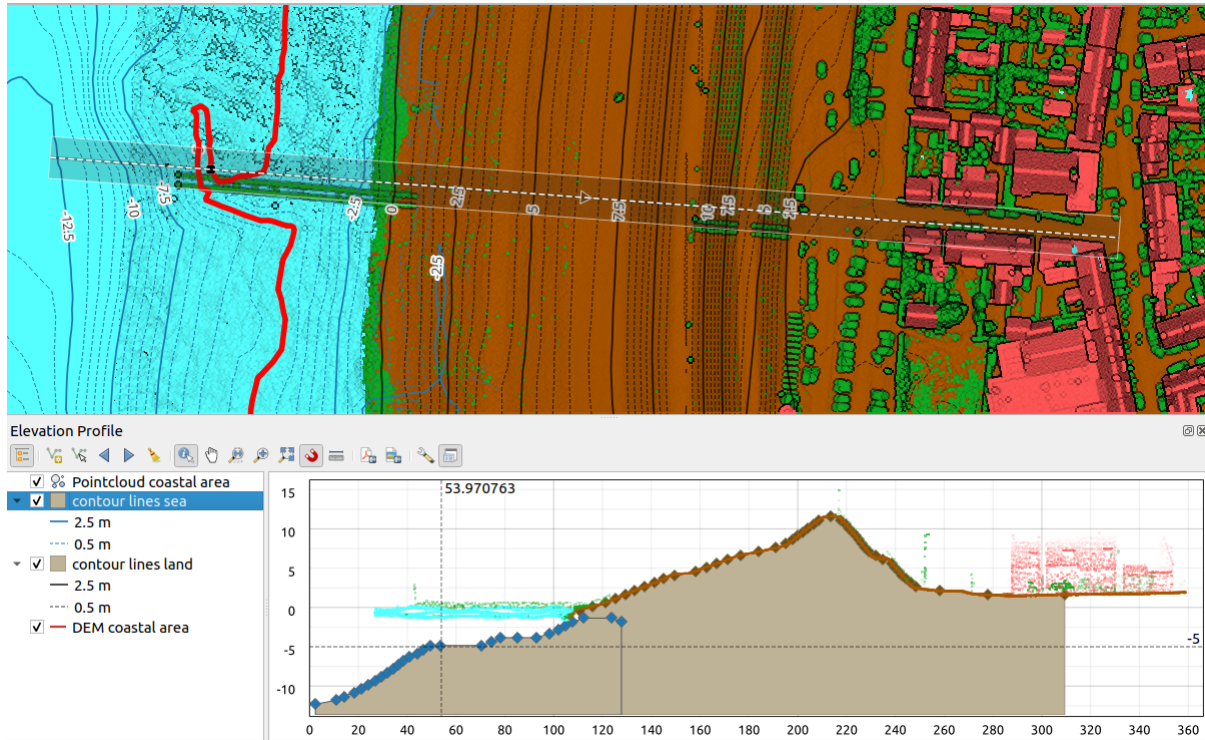 -12.5
-10
-7.5
-2.5
0
-2.5
2.5
5
7.5
10
7.5
5
2.5
Elevation Profile
Pointcloud coastal area
contour lines sea
2.5 m
0.5 m
contour lines land
2.5 m
0.5 m
DEM coastal area
53.970763
15
10
5
0
-5
-10
-5
0 20 40 60 80 100 120 140 160 180 200 220 240 260 280 300 320 340 360